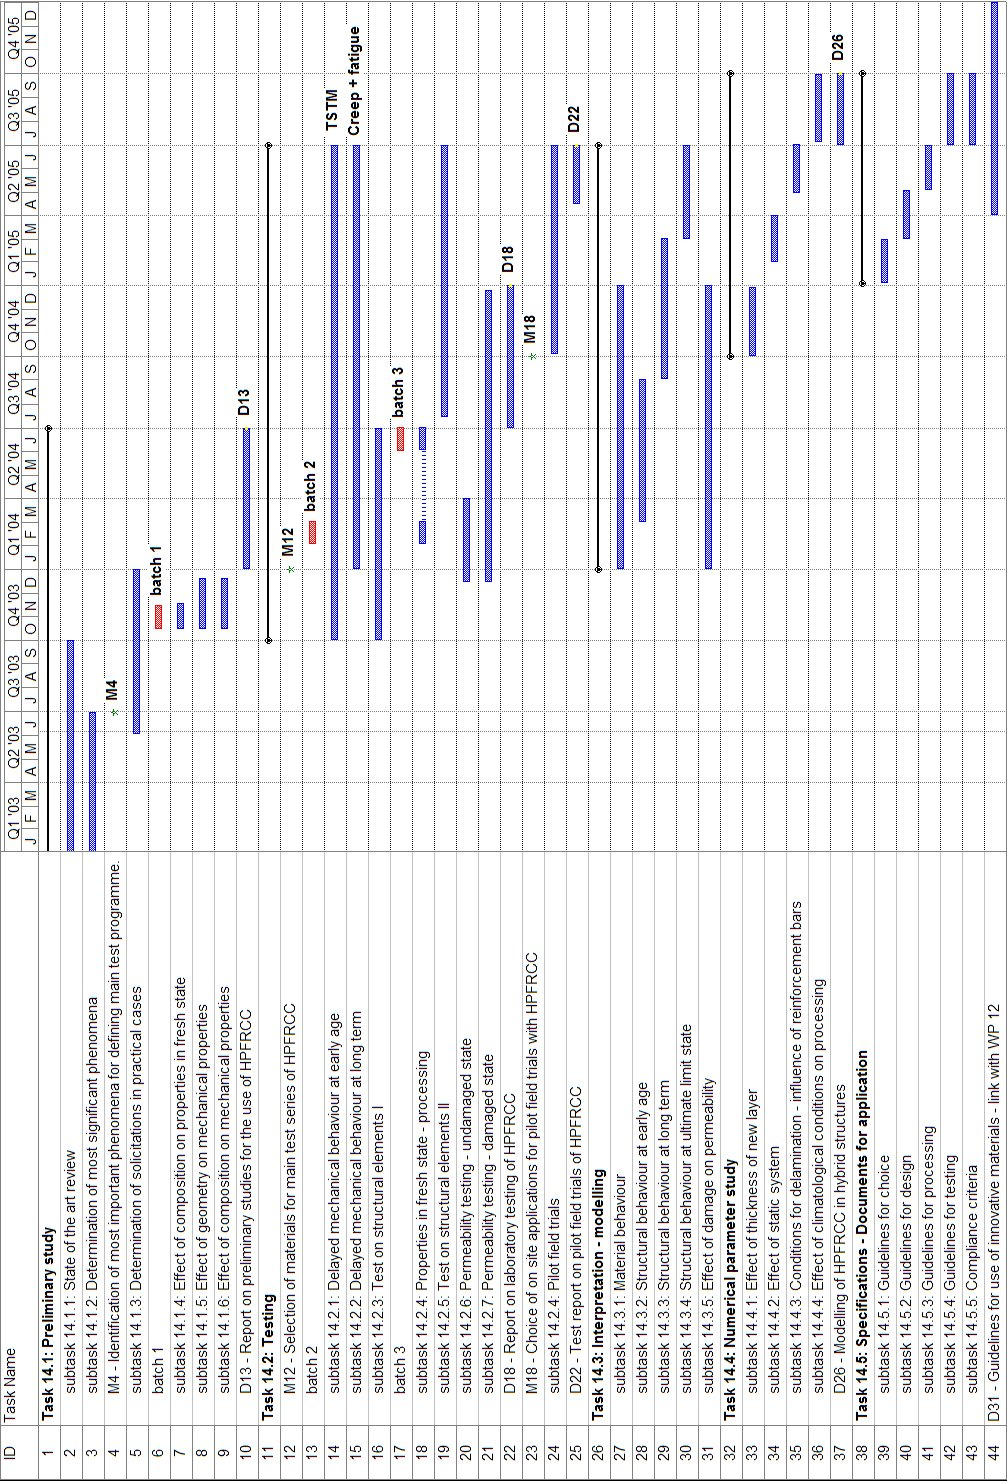 ID Task Name Q1 '03 Q2 '03 Q3 '03 Q4 '03 Q1 '04 Q2 '04 Q3 '04 Q4 '04 Q1 '05 Q2 '05 Q3 '05 Q4 '05
J F M A M J J A S O N D J F M A M J J A S O N D J F M A M J J A S O N D
1 Task 14.1: Preliminary study
2 subtask 14.1.1: State of the art review
3 subtask 14.1.2: Determination of most significant phenomena
4 M4 - Identification of most important phenomena for defining main test programme. M4
5 subtask 14.1.3: Determination of solicitations in practical cases
6 batch 1 batch 1
7 subtask 14.1.4: Effect of composition on properties in fresh state
8 subtask 14.1.5: Effect of geometry on mechanical properties
9 subtask 14.1.6: Effect of composition on mechanical properties
10 D13 - Report on preliminary studies for the use of HPFRCC D13
11 Task 14.2: Testing
12 M12 - Selection of materials for main test series of HPFRCC M12
13 batch 2 batch 2
14 subtask 14.2.1: Delayed mechanical behaviour at early age TSTM
15 subtask 14.2.2: Delayed mechanical behaviour at long term Creep + fatigue
16 subtask 14.2.3: Test on structural elements I
17 batch 3 batch 3
18 subtask 14.2.4: Properties in fresh state - processing
19 subtask 14.2.5: Test on structural elements II
20 subtask 14.2.6: Permeability testing - undamaged state
21 subtask 14.2.7: Permeability testing - damaged state
22 D18 - Report on laboratory testing of HPFRCC D18
23 M18 - Choice of on site applications for pilot field trials with HPFRCC M18
24 subtask 14.2.4: Pilot field trials
25 D22 - Test report on pilot field trials of HPFRCC D22
26 Task 14.3: Interpretation - modelling
27 subtask 14.3.1: Material behaviour
28 subtask 14.3.2: Structural behaviour at early age
29 subtask 14.3.3: Structural behaviour at long term
30 subtask 14.3.4: Structural behaviour at ultimate limit state
31 subtask 14.3.5: Effect of damage on permeability
32 Task 14.4: Numerical parameter study
33 subtask 14.4.1: Effect of thickness of new layer
34 subtask 14.4.2: Effect of static system
35 subtask 14.4.3: Conditions for delamination - influence of reinforcement bars
36 subtask 14.4.4: Effect of climatological conditions on processing
37 D26 - Modelling of HPFRCC in hybrid structures D26
38 Task 14.5: Specifications - Documents for application
39 subtask 14.5.1: Guidelines for choice
40 subtask 14.5.2: Guidelines for design
41 subtask 14.5.3: Guidelines for processing
42 subtask 14.5.4: Guidelines for testing
43 subtask 14.5.5: Compliance criteria
44 D31 - Guidelines for use of innovative materials - link with WP 12